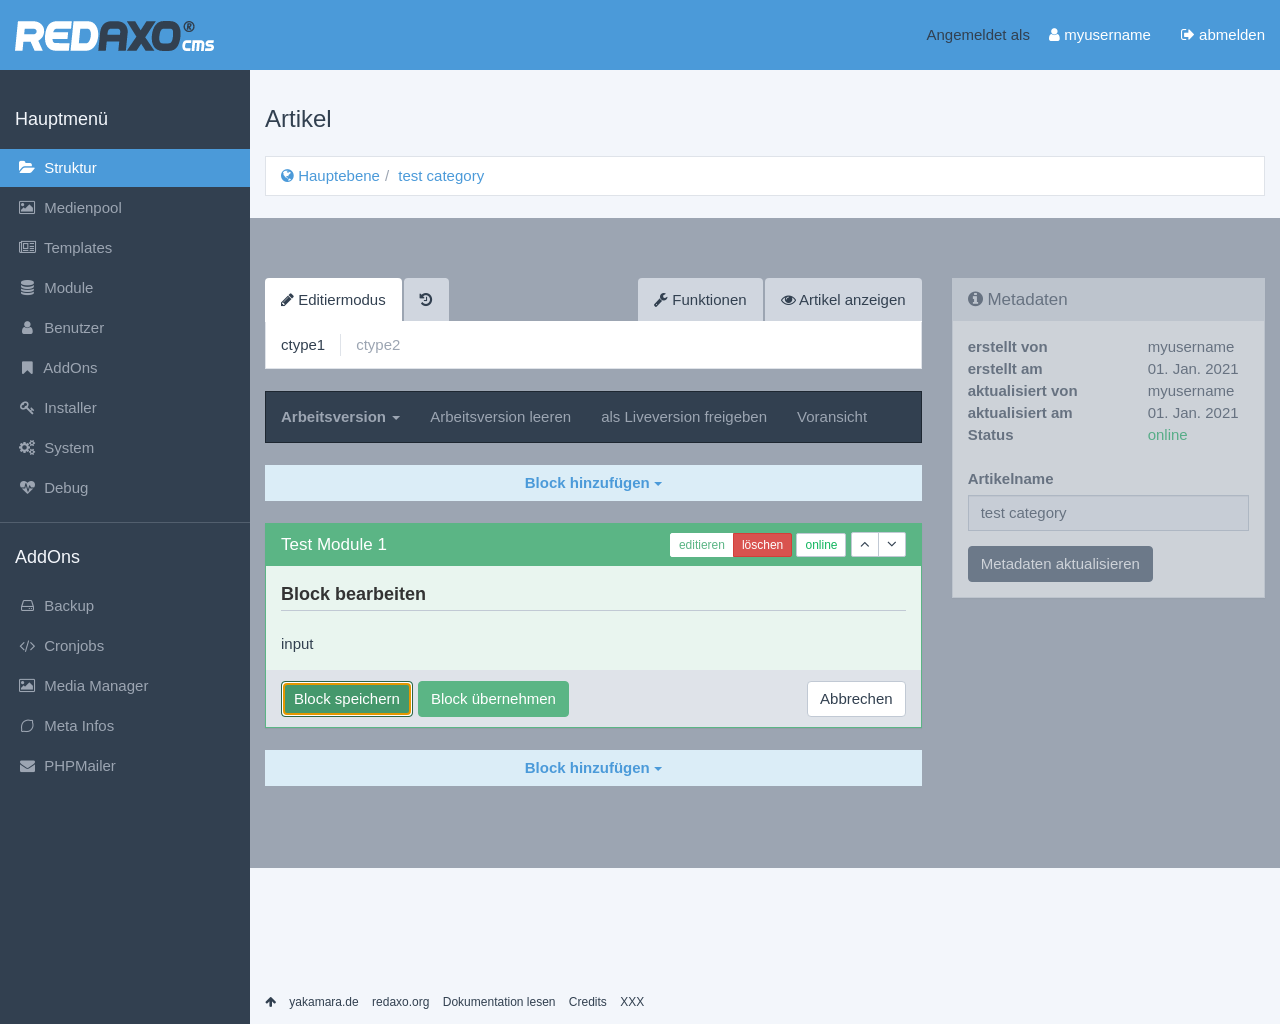 REDAXO® cms
Angemeldet als myusername abmelden
Hauptmenü
Struktur
Medienpool
Templates
Module
Benutzer
AddOns
Installer
System
Debug
AddOns
Backup
Cronjobs
Media Manager
Meta Infos
PHPMailer
Artikel
Hauptebene / test category
Editiermodus Funktionen Artikel anzeigen
ctype1 ctype2
Arbeitsversion Arbeitsversion leeren als Liveversion freigeben Voransicht
Block hinzufügen
Test Module 1 editieren löschen online
Block bearbeiten
input
Block speichern Block übernehmen Abbrechen
Block hinzufügen
Metadaten
erstellt von myusername
erstellt am 01. Jan. 2021
aktualisiert von myusername
aktualisiert am 01. Jan. 2021
Status online
Artikelname
test category
Metadaten aktualisieren
yakamara.de redaxo.org Dokumentation lesen Credits XXX